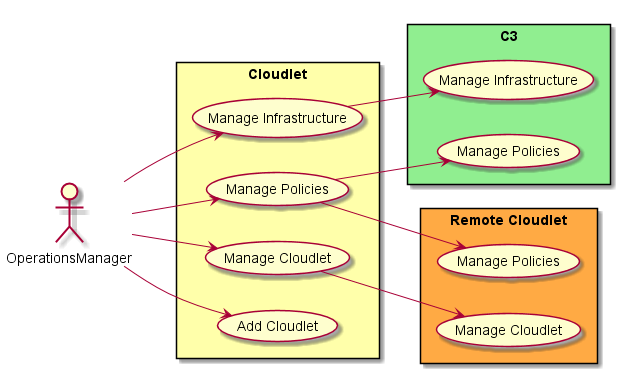 OperationsManager
Cloudlet
Manage Infrastructure
Manage Policies
Manage Cloudlet
Add Cloudlet
C3
Manage Infrastructure
Manage Policies
Remote Cloudlet
Manage Policies
Manage Cloudlet